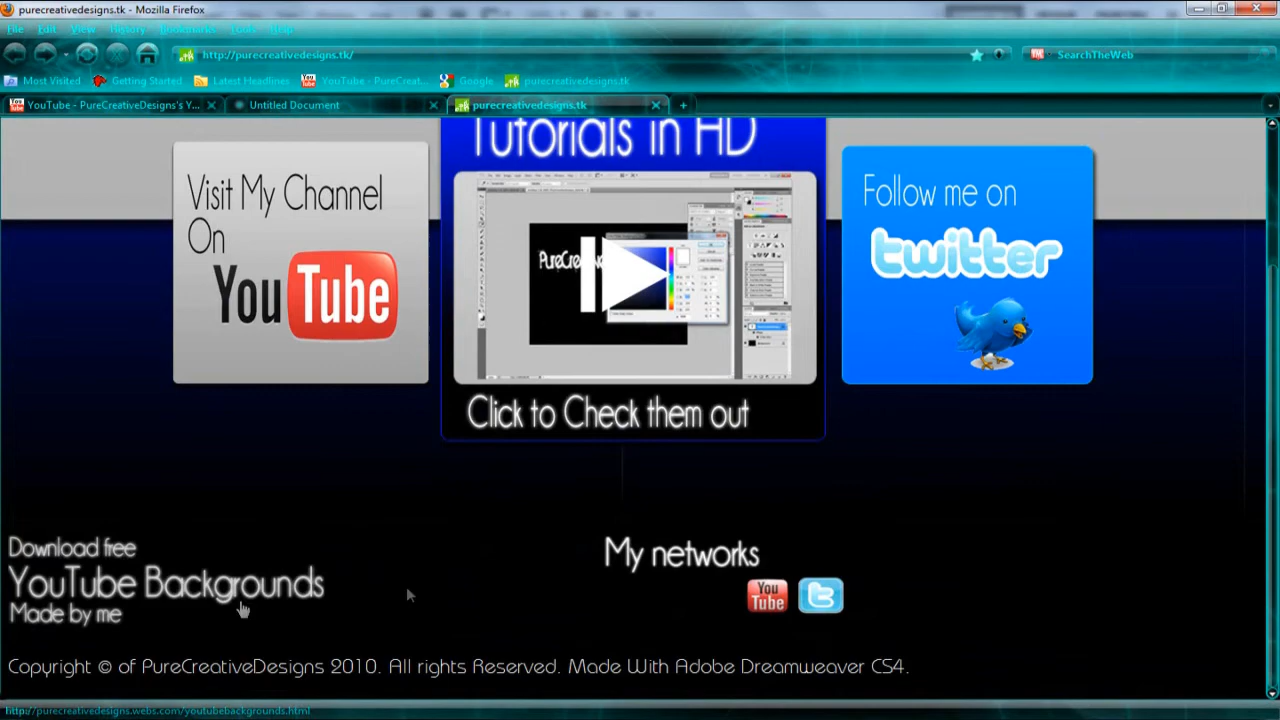 purecreativedesigns.tk - Mozilla Firefox
File Edit View History Bookmarks Tools Help
http://purecreativedesigns.tk/
SearchTheWeb
Most Visited Getting Started Latest Headlines YouTube - PureCreat... Google purecreativedesigns.tk
YouTube - PureCreativeDesigns's Y... Untitled Document purecreativedesigns.tk
Tutorials in HD
Visit My Channel
On
YouTube
Follow me on
twitter
Click to Check them out
Download free
YouTube Backgrounds
Made by me
My networks
You
Tube
Copyright © of PureCreativeDesigns 2010. All rights Reserved. Made With Adobe Dreamweaver CS4.
http://purecreativedesigns.webs.com/youtubebackgrounds.html